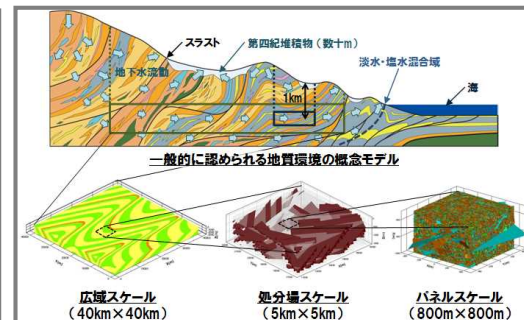 スラスト
第四紀堆積物（数十m）
地下水流動
淡水・塩水混合域
海
1km
一般的に認められる地質環境の概念モデル
広域スケール
（40km×40km）
処分場スケール
（5km×5km）
パネルスケール
（800m×800m）